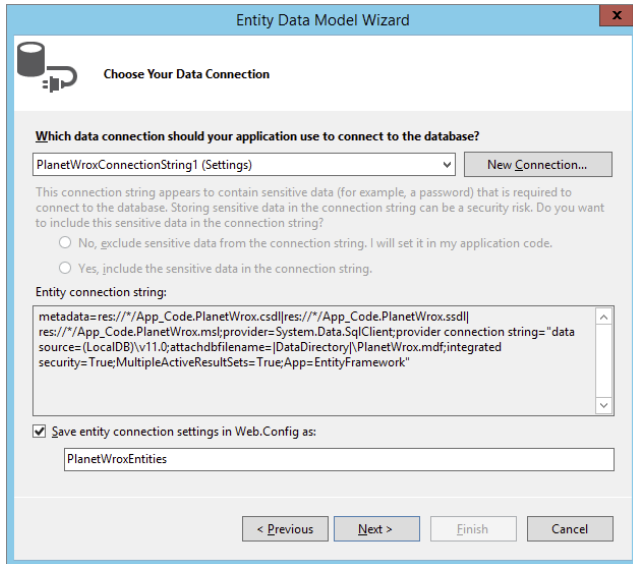 Entity Data Model Wizard
x
Choose Your Data Connection
Which data connection should your application use to connect to the database?
PlanetWroxConnectionString1 (Settings)
New Connection...
This connection string appears to contain sensitive data (for example, a password) that is required to
connect to the database. Storing sensitive data in the connection string can be a security risk. Do you want
to include this sensitive data in the connection string?
No, exclude sensitive data from the connection string. I will set it in my application code.
Yes, include the sensitive data in the connection string.
Entity connection string:
metadata=res://*/App_Code.PlanetWrox.csdl|res://*/App_Code.PlanetWrox.ssdl|
res://*/App_Code.PlanetWrox.msl;provider=System.Data.SqlClient;provider connection string="data
source=(LocalDB)\v11.0;attachdbfilename=|DataDirectory|\PlanetWrox.mdf;integrated
security=True;MultipleActiveResultSets=True;App=EntityFramework"
Save entity connection settings in Web.Config as:
PlanetWroxEntities
< Previous
Next >
Finish
Cancel